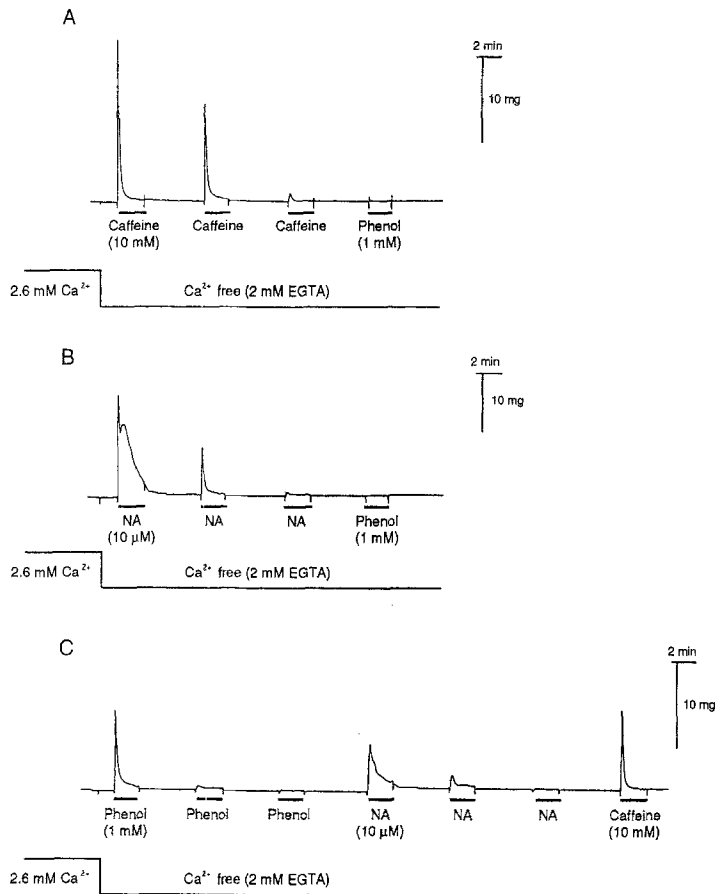 A
2 min
10 mg
Caffeine Caffeine Caffeine Phenol
(10 mM) (1 mM)
2.6 mM Ca²⁺ Ca²⁺ free (2 mM EGTA)
B
2 min
10 mg
NA NA NA Phenol
(10 μM) (1 mM)
2.6 mM Ca²⁺ Ca²⁺ free (2 mM EGTA)
C
2 min
10 mg
Phenol Phenol Phenol NA NA NA Caffeine
(1 mM) (10 μM) (10 mM)
2.6 mM Ca²⁺ Ca²⁺ free (2 mM EGTA)